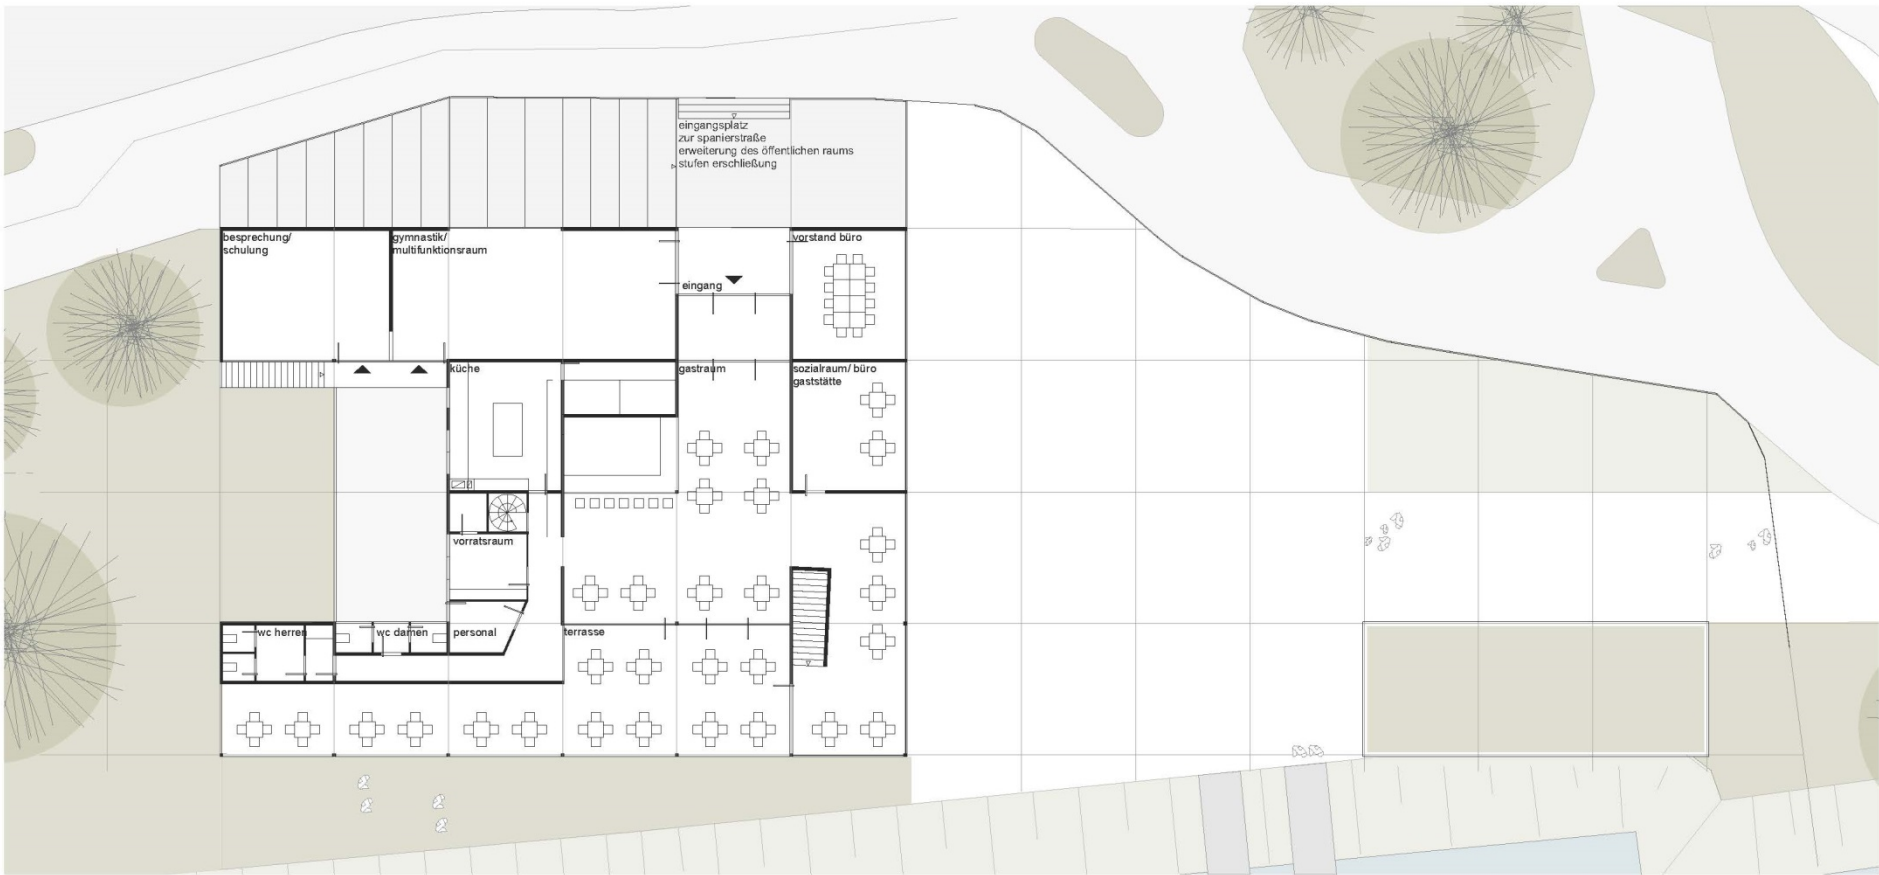 eingangsplatz
zur spanierstraße
erweiterung des öffentlichen raums
stufen erschließung
besprechung/
schulung
gymnastik/
multifunktionsraum
vorstand büro
eingang
küche
gastraum
sozialraum/ büro
gaststätte
vorratsraum
wc herren
wc damen
personal
terrasse